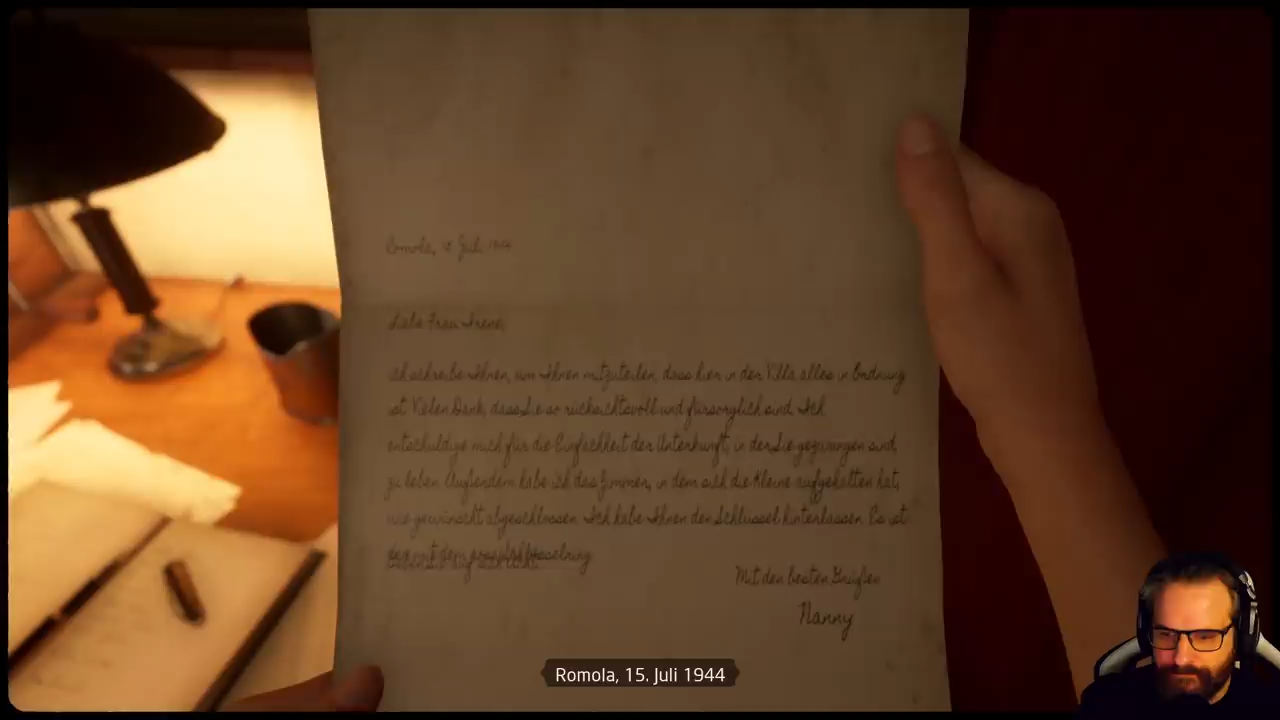 Romola, 15. Juli 1944
Liebe Frau Irene,
ich schreibe Ihnen, um Ihnen mitzuteilen, dass hier in der Villa alles in Ordnung
ist. Vielen Dank, dass Sie so rücksichtsvoll und fürsorglich sind. Ich
entschuldige mich für die Einfachheit der Unterkunft, in der Sie gezwungen sind,
zu leben. Außerdem habe ich das Zimmer, in dem sich die Kleine aufgehalten hat,
wie gewünscht abgeschlossen. Ich habe Ihnen den Schlüssel hinterlassen. Es ist
der mit dem
Mit den besten Grüßen
Nanny
Romola, 15. Juli 1944